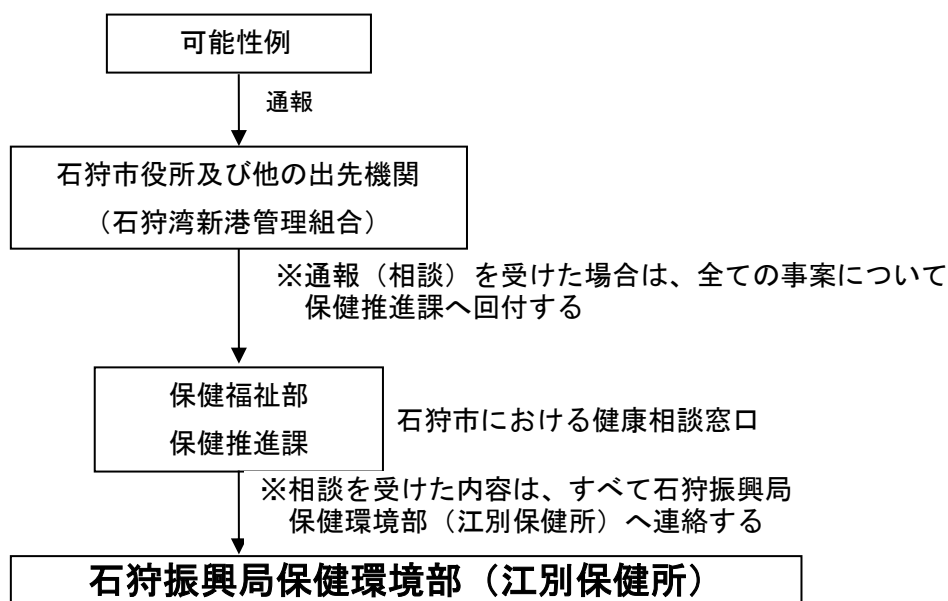 可能性例
通報
石狩市役所及び他の出先機関
（石狩湾新港管理組合）
※通報（相談）を受けた場合は、全ての事案について
保健推進課へ回付する
保健福祉部
保健推進課
石狩市における健康相談窓口
※相談を受けた内容は、すべて石狩振興局
保健環境部（江別保健所）へ連絡する
石狩振興局保健環境部（江別保健所）